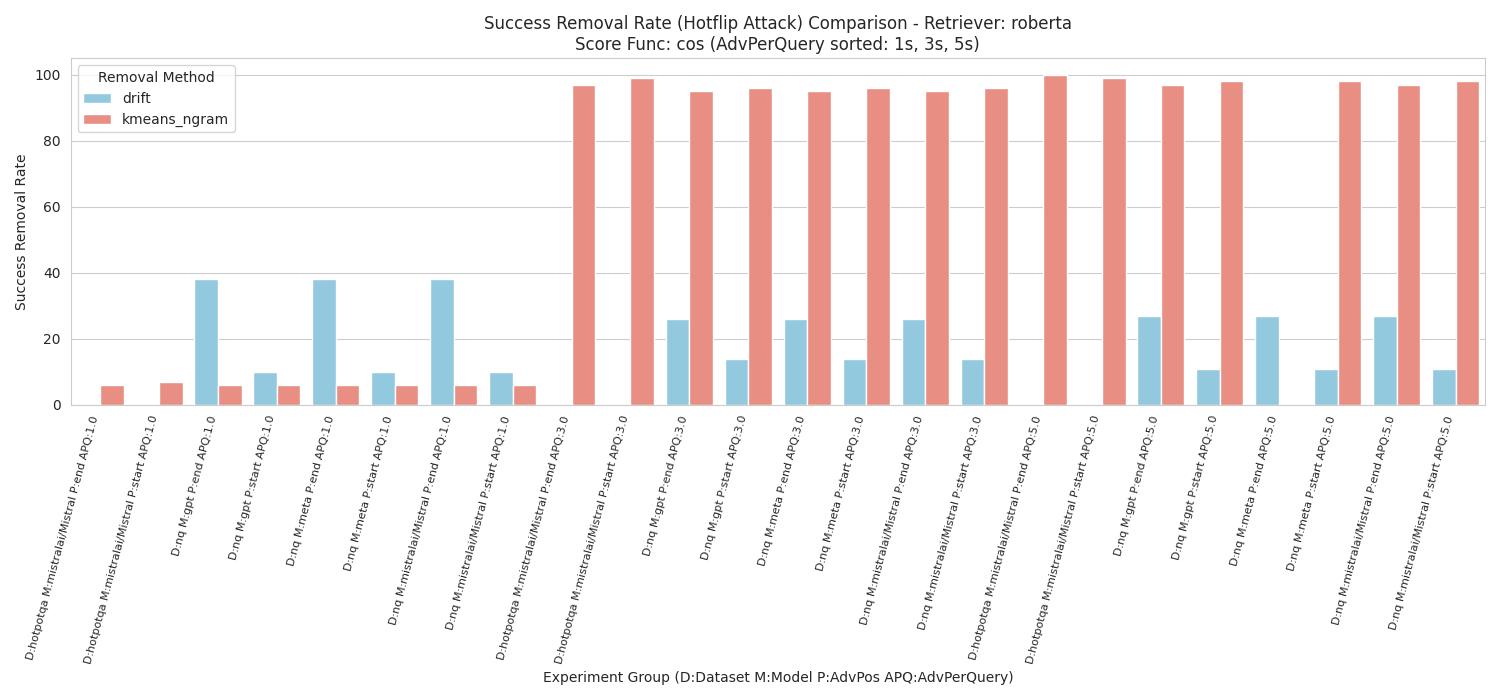 Success Removal Rate (Hotflip Attack) Comparison - Retriever: roberta
Score Func: cos (AdvPerQuery sorted: 1s, 3s, 5s)
Removal Method
drift
kmeans_ngram
Success Removal Rate
100
80
60
40
20
0
D:hotpotqa M:mistralai/Mistral P:end APQ:1.0
D:hotpotqa M:mistralai/Mistral P:start APQ:1.0
D:nq M:gpt P:end APQ:1.0
D:nq M:gpt P:start APQ:1.0
D:nq M:meta P:end APQ:1.0
D:nq M:meta P:start APQ:1.0
D:nq M:mistralai/Mistral P:end APQ:1.0
D:nq M:mistralai/Mistral P:start APQ:1.0
D:hotpotqa M:mistralai/Mistral P:end APQ:3.0
D:hotpotqa M:mistralai/Mistral P:start APQ:3.0
D:nq M:gpt P:end APQ:3.0
D:nq M:gpt P:start APQ:3.0
D:nq M:meta P:end APQ:3.0
D:nq M:meta P:start APQ:3.0
D:nq M:mistralai/Mistral P:end APQ:3.0
D:nq M:mistralai/Mistral P:start APQ:3.0
D:hotpotqa M:mistralai/Mistral P:end APQ:5.0
D:hotpotqa M:mistralai/Mistral P:start APQ:5.0
D:nq M:gpt P:end APQ:5.0
D:nq M:gpt P:start APQ:5.0
D:nq M:meta P:end APQ:5.0
D:nq M:meta P:start APQ:5.0
D:nq M:mistralai/Mistral P:end APQ:5.0
D:nq M:mistralai/Mistral P:start APQ:5.0
Experiment Group (D:Dataset M:Model P:AdvPos APQ:AdvPerQuery)